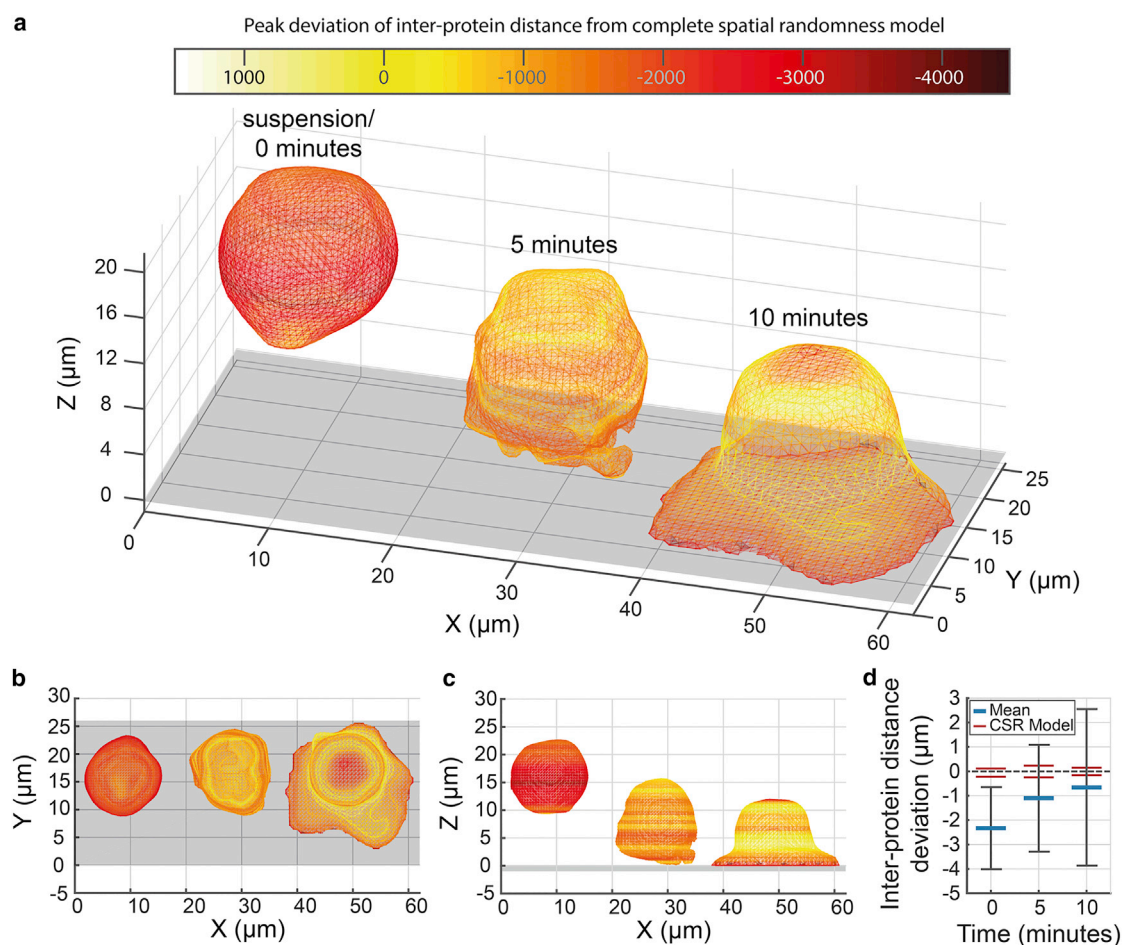 a
Peak deviation of inter-protein distance from complete spatial randomness model
1000 0 -1000 -2000 -3000 -4000
suspension/
0 minutes
5 minutes
10 minutes
Z (µm)
20
16
12
8
4
0
0 10 20 30 40 50 60
X (µm)
0 5 10 15 20 25
Y (µm)
b
Y (µm)
30
25
20
15
10
5
0
-5
0 10 20 30 40 50 60
X (µm)
c
Z (µm)
30
25
20
15
10
5
0
-5
0 10 20 30 40 50 60
X (µm)
d
Inter-protein distance
deviation (µm)
3
2
1
0
-1
-2
-3
-4
-5
Mean
CSR Model
0 5 10
Time (minutes)